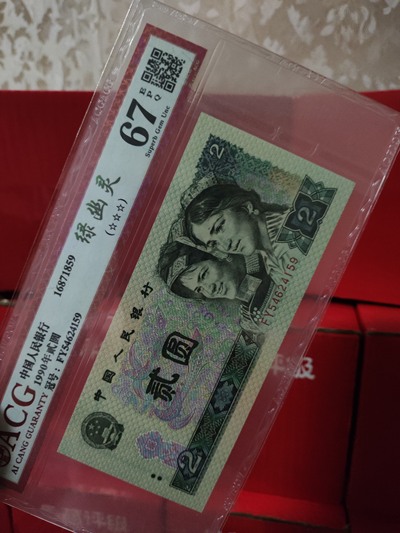 ACG
AI CANG GUARANTY
中国人民銀行
1990年贰圆
冠号：FY54624159
16871859
绿幽灵
(☆☆☆)
67
E
P
Q
Superb Gem Unc
2
2
FY54624159
中国人民银行
贰圆
2